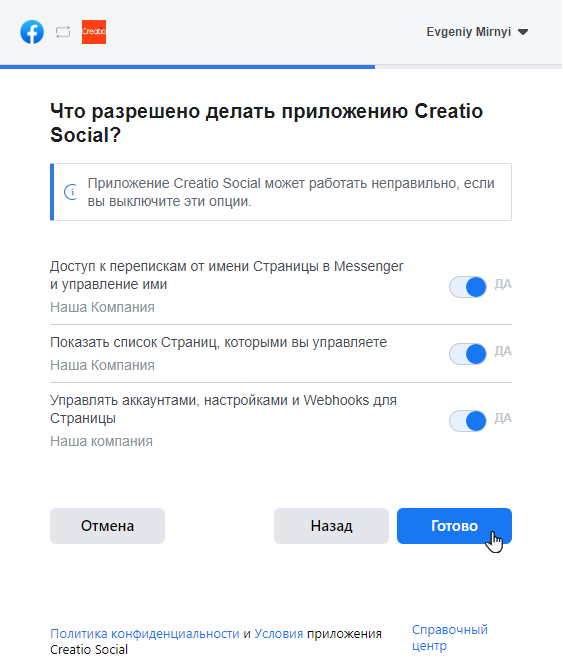 Creatio
Evgeniy Mirnyi
Что разрешено делать приложению Creatio
Social?
Приложение Creatio Social может работать неправильно, если
вы выключите эти опции.
Доступ к перепискам от имени Страницы в Messenger
и управление ими
ДА
Наша Компания
Показать список Страниц, которыми вы управляете
ДА
Наша Компания
Управлять аккаунтами, настройками и Webhooks для
Страницы
ДА
Наша компания
Отмена
Назад
Готово
Политика конфиденциальности и Условия приложения
Creatio Social
Справочный
центр